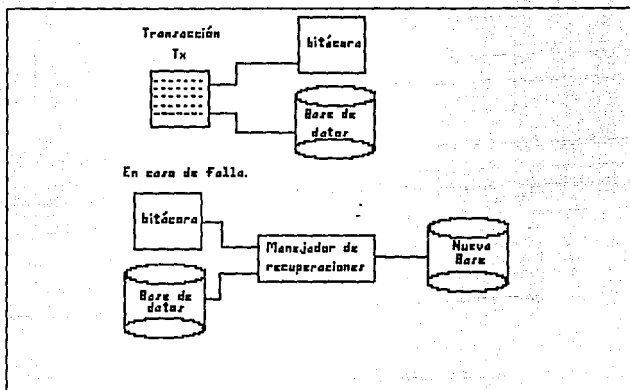 Transacción
Tx
bitácora
Base de
datos
En caso de Falla.
bitácora
Base de
datos
Manejador de
recuperaciones
Nueva
Base